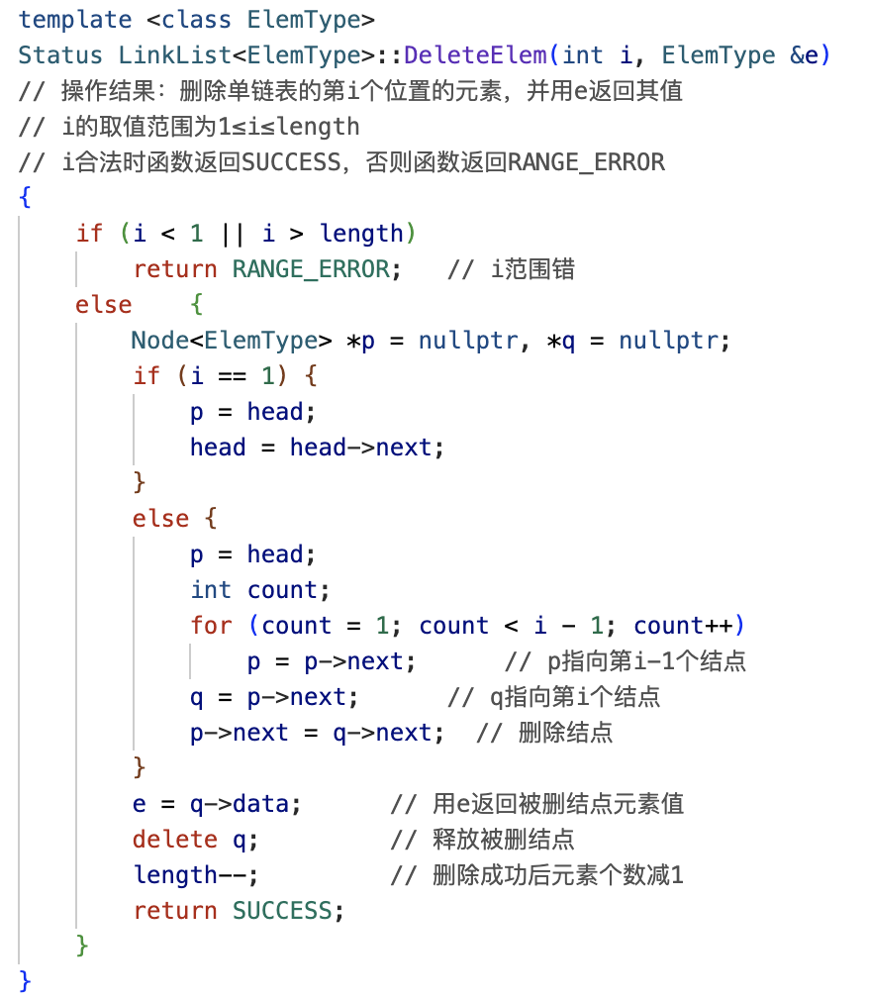 template <class ElemType>
Status LinkList<ElemType>::DeleteElem(int i, ElemType &e)
// 操作结果：删除单链表的第i个位置的元素，并用e返回其值
// i的取值范围为1≤i≤length
// i合法时函数返回SUCCESS，否则函数返回RANGE_ERROR
{
    if (i < 1 || i > length)
        return RANGE_ERROR;   // i范围错
    else    {
        Node<ElemType> *p = nullptr, *q = nullptr;
        if (i == 1) {
            p = head;
            head = head->next;
        }
        else {
            p = head;
            int count;
            for (count = 1; count < i - 1; count++)
                p = p->next;      // p指向第i-1个结点
            q = p->next;      // q指向第i个结点
            p->next = q->next;  // 删除结点
        }
        e = q->data;      // 用e返回被删结点元素值
        delete q;         // 释放被删结点
        length--;         // 删除成功后元素个数减1
        return SUCCESS;
    }
}